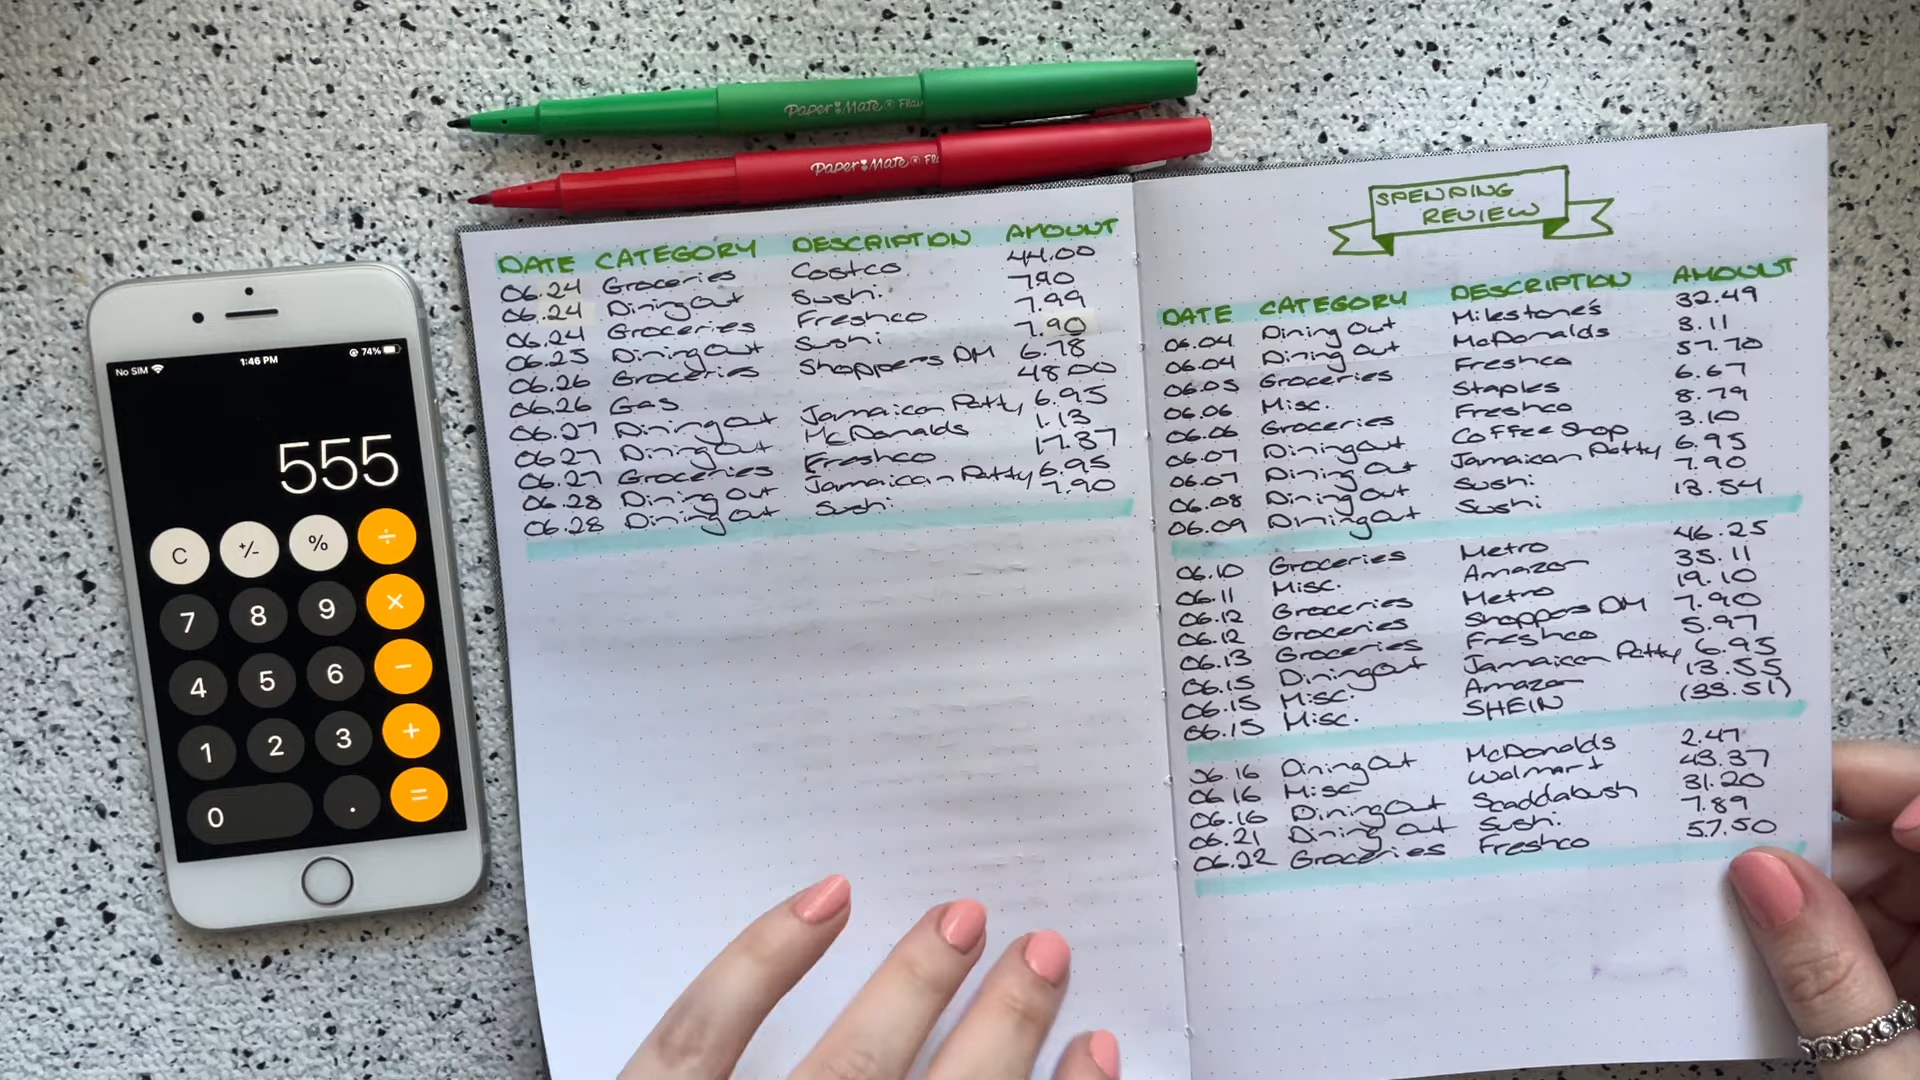 Paper Mate Flair
Paper Mate Fl
No SIM 1:46 PM 74%
555
C +/- % ÷
7 8 9 ×
4 5 6 −
1 2 3 +
0 . =
DATE CATEGORY DESCRIPTION AMOUNT
06.24 Groceries Costco 44.00
06.24 Dining Out Sushi 7.90
06.24 Groceries Freshco 7.99
06.25 Dining Out Sushi 7.90
06.26 Groceries Shoppers DM 6.78
06.26 Gas 48.00
06.27 Dining Out Jamaican Patty 6.95
06.27 Dining Out McDonalds 1.13
06.27 Groceries Freshco 17.87
06.28 Dining Out Jamaican Patty 6.95
06.28 Dining Out Sushi 7.90
SPENDING
REVIEW
DATE CATEGORY DESCRIPTION AMOUNT
06.04 Dining Out Milestone's 32.49
06.04 Dining Out McDonalds 3.11
06.05 Groceries Freshco 57.70
06.06 Misc. Staples 6.67
06.06 Groceries Freshco 8.79
06.07 Dining Out Coffee Shop 3.10
06.07 Dining Out Jamaican Patty 6.95
06.08 Dining Out Sushi 7.90
06.09 Dining Out Sushi 13.54
06.10 Groceries Metro 46.25
06.11 Misc. Amazon 35.11
06.12 Groceries Metro 19.10
06.12 Groceries Shoppers DM 7.90
06.13 Groceries Freshco 5.97
06.15 Dining Out Jamaican Patty 6.95
06.15 Misc. Amazon 13.55
06.15 Misc. SHEIN (33.51)
06.16 Dining Out McDonalds 2.47
06.16 Misc Walmart 43.37
06.16 Dining Out Scaddabush 31.20
06.21 Dining Out Sushi 7.89
06.22 Groceries Freshco 57.50